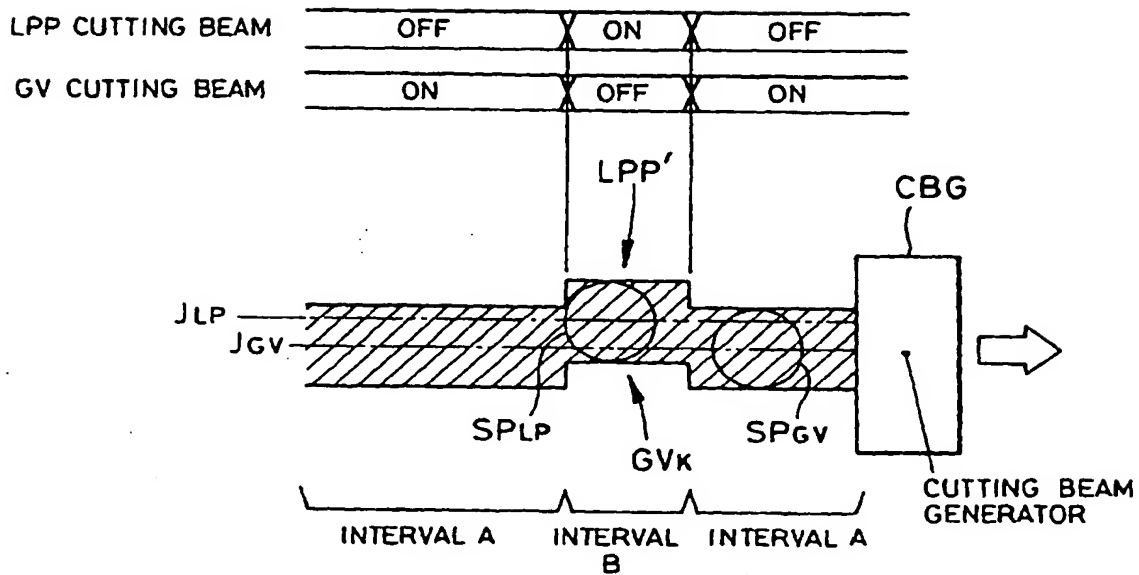 LPP CUTTING BEAM OFF ON OFF
GV CUTTING BEAM ON OFF ON
LPP'
CBG
JLP
JGV
SPLP
SPGV
GVK
CUTTING BEAM
GENERATOR
INTERVAL A INTERVAL INTERVAL A
B